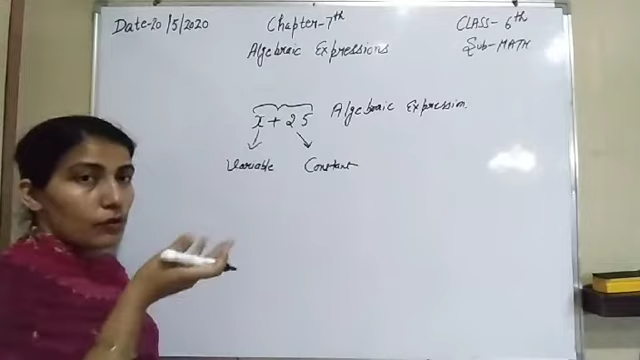 Date-20/5/2020
Chapter-7th
CLASS-6th
Algebraic Expressions
Sub-MATH
x+25
Algebraic Expression.
Variable
Constant